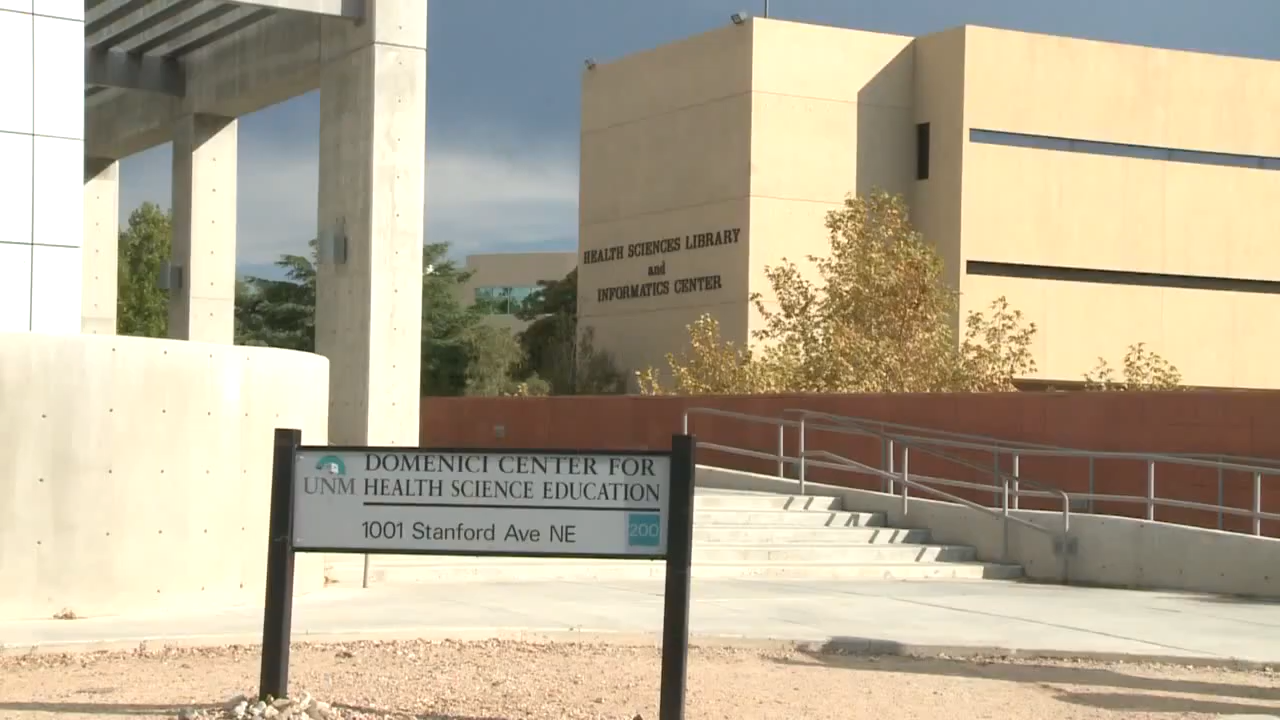 HEALTH SCIENCES LIBRARY
and
INFORMATICS CENTER
DOMENICI CENTER FOR
UNM HEALTH SCIENCE EDUCATION
1001 Stanford Ave NE 200